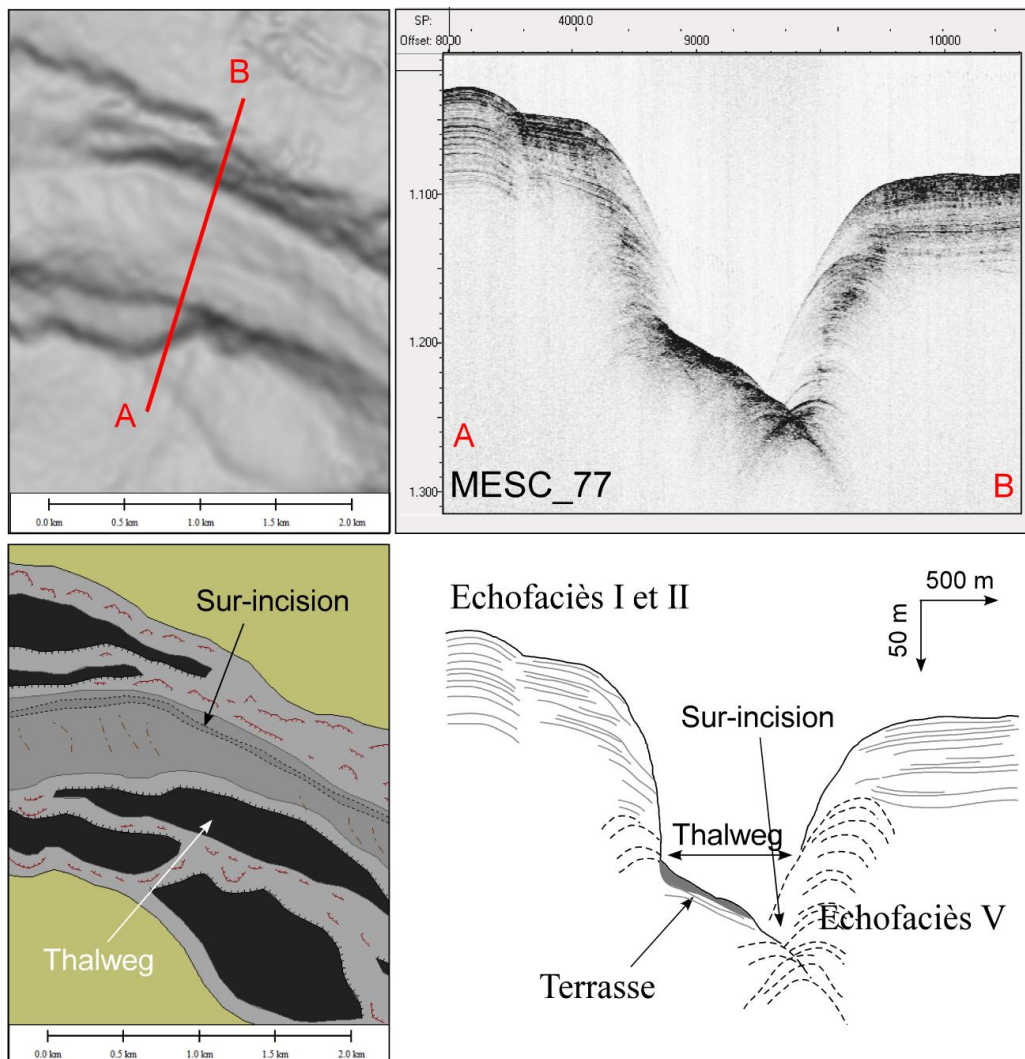 B
A
0.0 km 0.5 km 1.0 km 1.5 km 2.0 km
SP: 4000.0
Offset: 8000 9000 10000
1.100
1.200
1.300
A
MESC_77
B
Sur-incision
Thalweg
0.0 km 0.5 km 1.0 km 1.5 km 2.0 km
Echofaciès I et II
500 m
50 m
Sur-incision
Thalweg
Echofaciès V
Terrasse